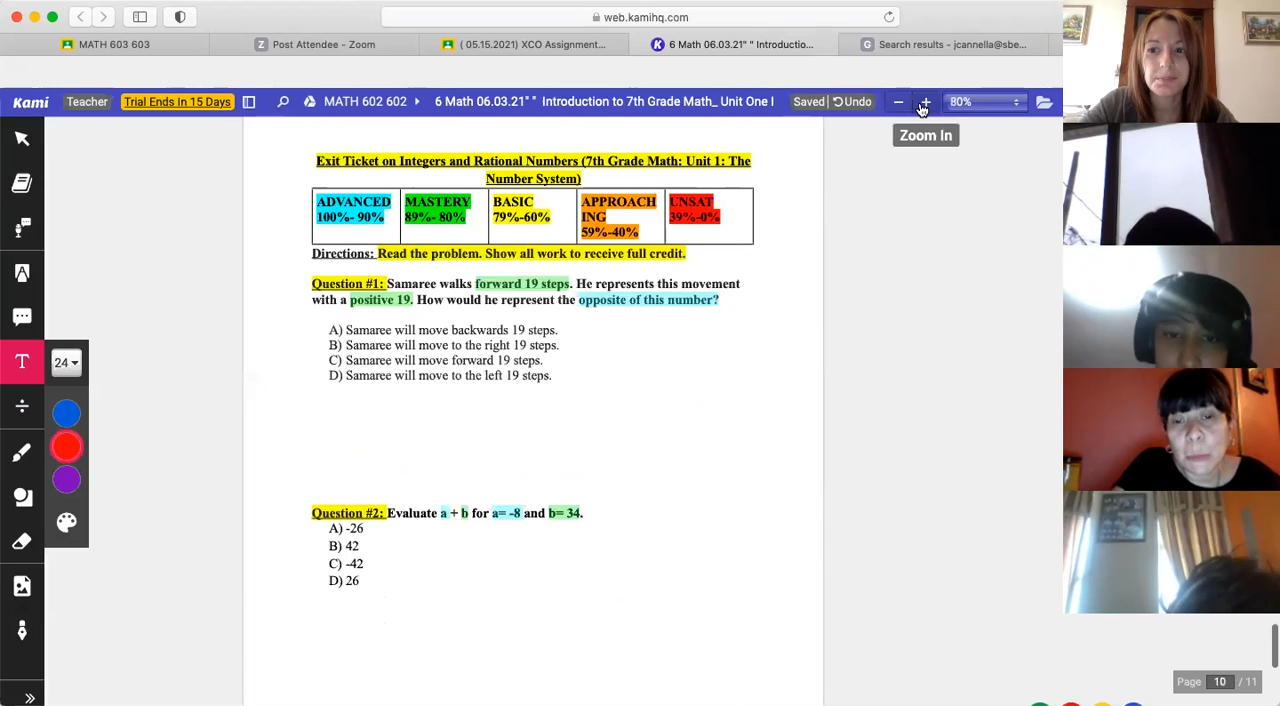 web.kamihq.com
MATH 603 603
Post Attendee - Zoom
( 05.15.2021) XCO Assignment...
6 Math 06.03.21" " Introductio...
Search results - jcannella@sbe...
Kami
Teacher
Trial Ends In 15 Days
MATH 602 602
6 Math 06.03.21" " Introduction to 7th Grade Math_ Unit One I
Saved
Undo
80%
Zoom In
Exit Ticket on Integers and Rational Numbers (7th Grade Math: Unit 1: The
Number System)
ADVANCED
100%- 90%
MASTERY
89%- 80%
BASIC
79%-60%
APPROACH
ING
59%-40%
UNSAT
39%-0%
Directions: Read the problem. Show all work to receive full credit.
Question #1: Samaree walks forward 19 steps. He represents this movement
with a positive 19. How would he represent the opposite of this number?
A) Samaree will move backwards 19 steps.
B) Samaree will move to the right 19 steps.
C) Samaree will move forward 19 steps.
D) Samaree will move to the left 19 steps.
24
Question #2: Evaluate a + b for a= -8 and b= 34.
A) -26
B) 42
C) -42
D) 26
Page 10 / 11